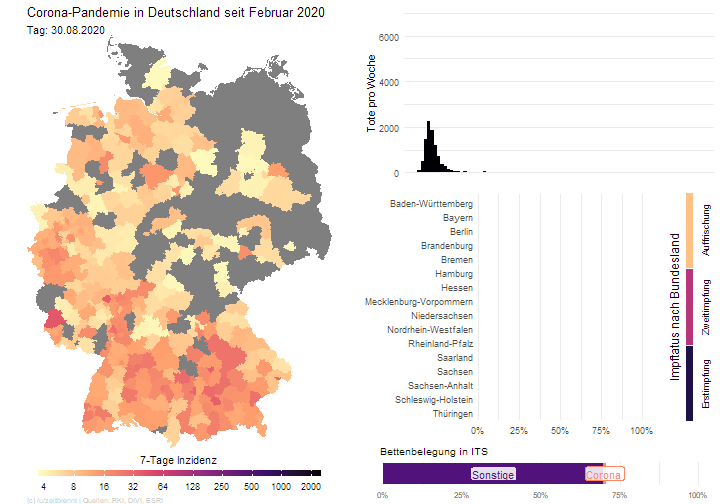 Corona-Pandemie in Deutschland seit Februar 2020
Tag: 30.08.2020
7-Tage Inzidenz
4 8 16 32 64 128 250 500 1000 2000
(c) /u/zeitbrennt | Quellen: RKI, DIVI, ESRI
Tote pro Woche
6000
4000
2000
0
Baden-Württemberg
Bayern
Berlin
Brandenburg
Bremen
Hamburg
Hessen
Mecklenburg-Vorpommern
Niedersachsen
Nordrhein-Westfalen
Rheinland-Pfalz
Saarland
Sachsen
Sachsen-Anhalt
Schleswig-Holstein
Thüringen
0% 25% 50% 75% 100%
Impfstatus nach Bundesland
Auffrischung
Zweitimpfung
Erstimpfung
Bettenbelegung in ITS
Sonstige
Corona
0% 25% 50% 75% 100%